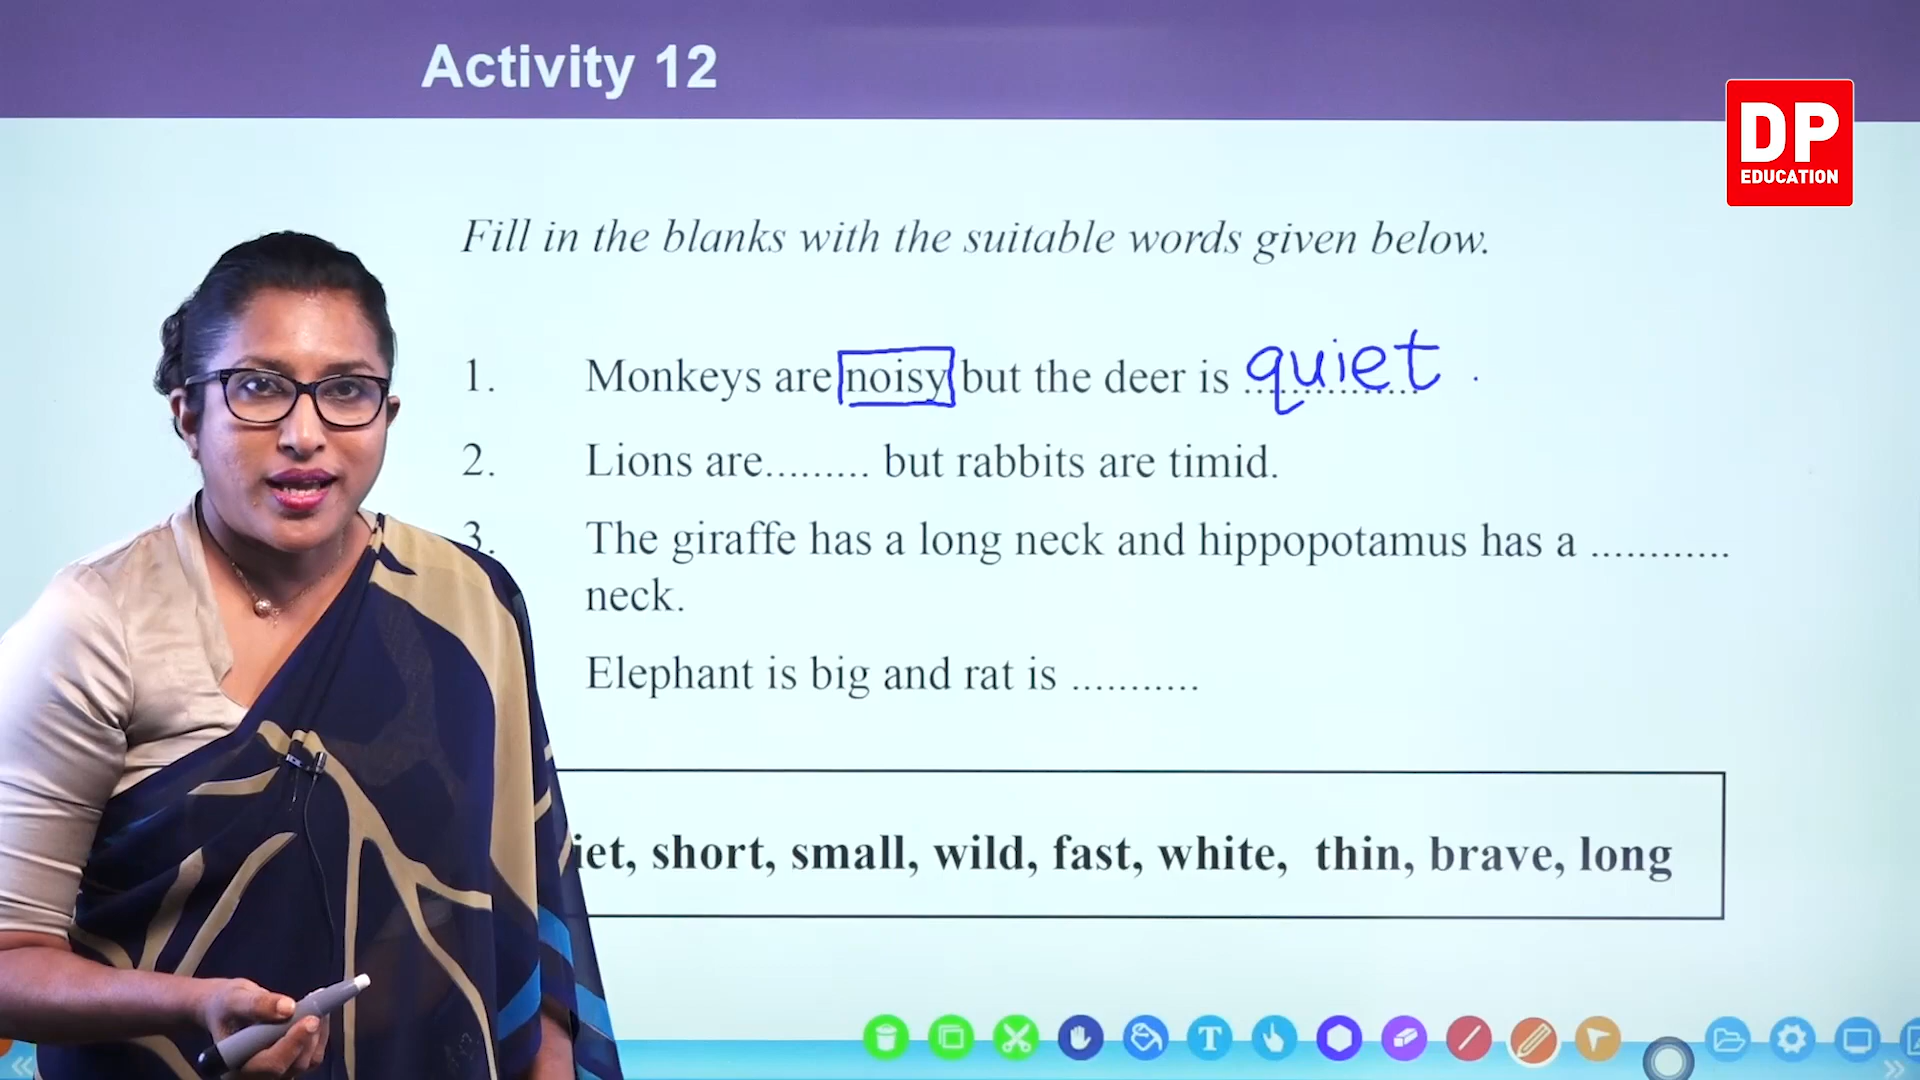 Activity 12
DP
EDUCATION
Fill in the blanks with the suitable words given below.
1. Monkeys are noisy but the deer is ............... quiet .
2. Lions are......... but rabbits are timid.
3. The giraffe has a long neck and hippopotamus has a ............
neck.
Elephant is big and rat is ...........
iet, short, small, wild, fast, white, thin, brave, long
T